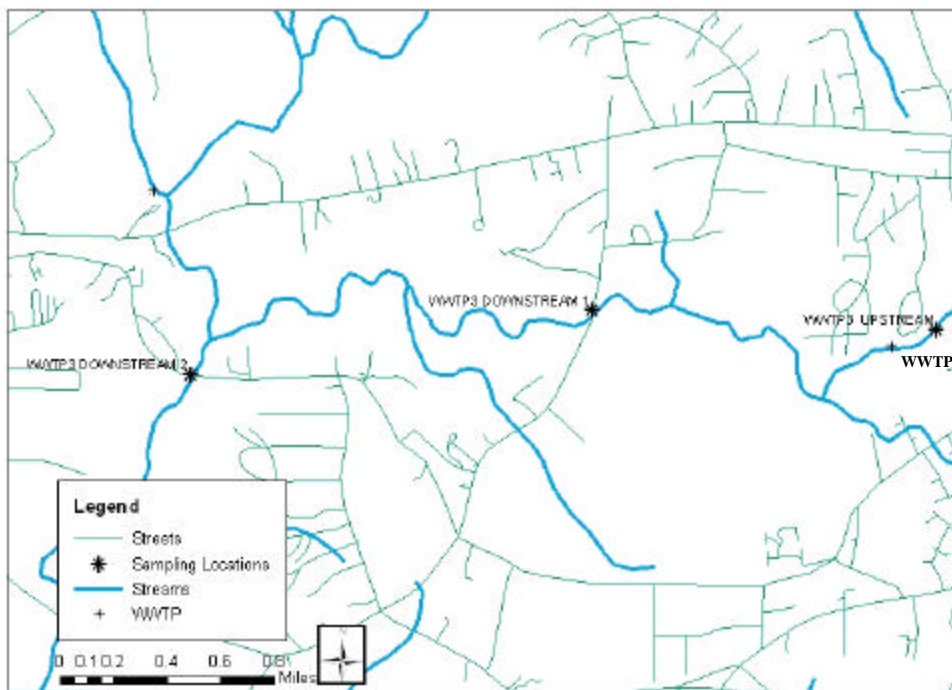 WWTP3 DOWNSTREAM 1
WWTP3 UPSTREAM
WWTP
WWTP3 DOWNSTREAM 2
Legend
Streets
Sampling Locations
Streams
WWTP
0 0.1 0.2 0.4 0.6 0.8
Miles